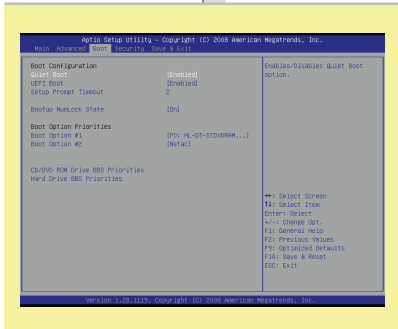 Aptio Setup Utility - Copyright (C) 2008 American Megatrends, Inc.
Main Advanced Boot Security Save & Exit
Boot Configuration
Quiet Boot [Enabled]
UEFI Boot [Enabled]
Setup Prompt Timeout 2
Bootup NumLock State [On]
Boot Option Priorities
Boot Option #1 [P0: HL-DT-STDVDRAM...]
Boot Option #2 [Netac]
CD/DVD ROM Drive BBS Priorities
Hard Drive BBS Priorities
Enables/Disables Quiet Boot
option.
↔: Select Screen
↑↓: Select Item
Enter: Select
+/-: Change Opt.
F1: General Help
F2: Previous Values
F9: Optimized Defaults
F10: Save & Reset
ESC: Exit
Version 1.28.1119. Copyright (C) 2008 American Megatrends, Inc.